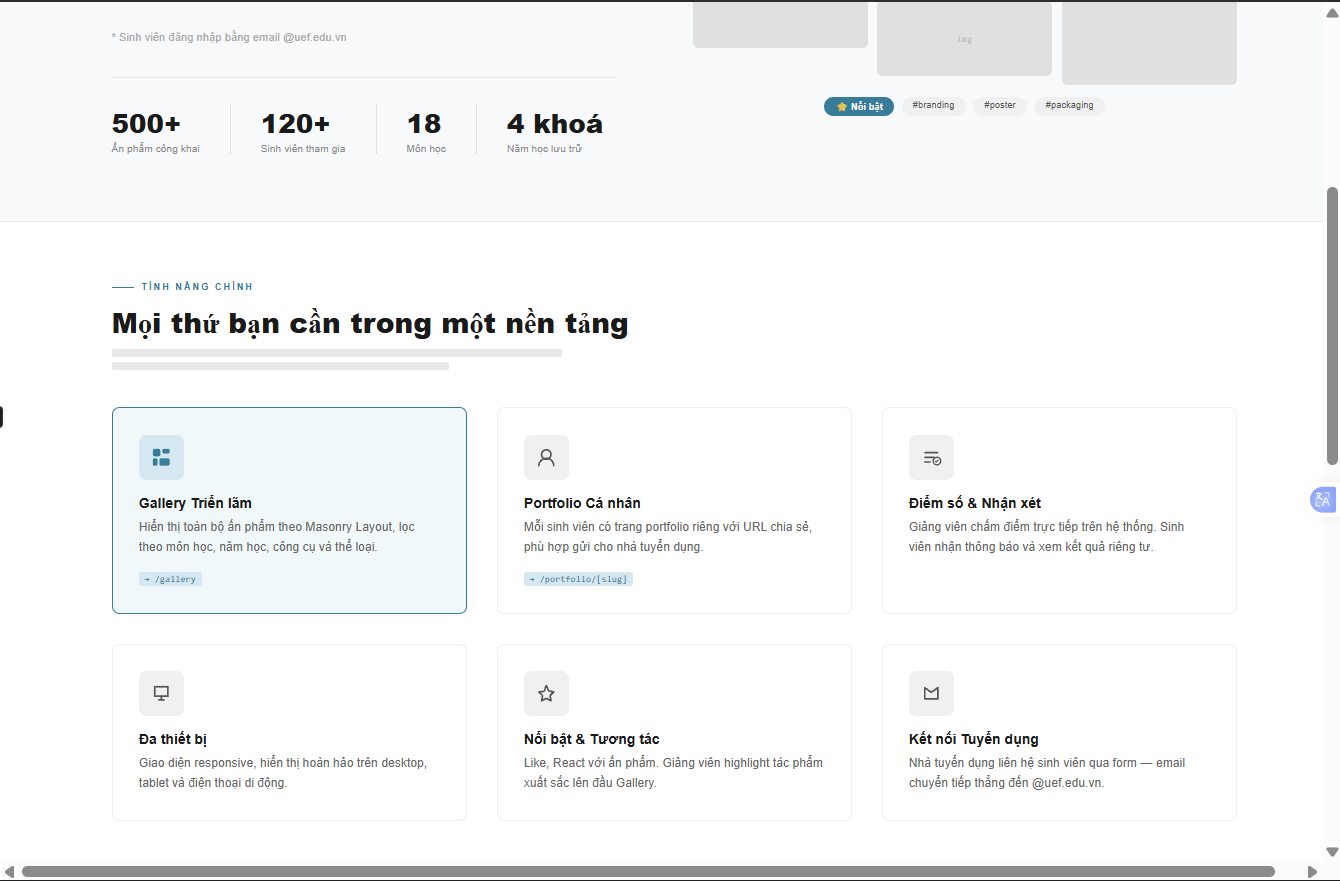 * Sinh viên đăng nhập bằng email @uef.edu.vn
img
⭐ Nổi bật #branding #poster #packaging
500+ 120+ 18 4 khoá
Ấn phẩm công khai Sinh viên tham gia Môn học Năm học lưu trữ
TÍNH NĂNG CHÍNH
Mọi thứ bạn cần trong một nền tảng
Gallery Triển lãm
Hiển thị toàn bộ ấn phẩm theo Masonry Layout, lọc
theo môn học, năm học, công cụ và thể loại.
→ /gallery
Portfolio Cá nhân
Mỗi sinh viên có trang portfolio riêng với URL chia sẻ,
phù hợp gửi cho nhà tuyển dụng.
→ /portfolio/[slug]
Điểm số & Nhận xét
Giảng viên chấm điểm trực tiếp trên hệ thống. Sinh
viên nhận thông báo và xem kết quả riêng tư.
Đa thiết bị
Giao diện responsive, hiển thị hoàn hảo trên desktop,
tablet và điện thoại di động.
Nổi bật & Tương tác
Like, React với ấn phẩm. Giảng viên highlight tác phẩm
xuất sắc lên đầu Gallery.
Kết nối Tuyển dụng
Nhà tuyển dụng liên hệ sinh viên qua form — email
chuyển tiếp thẳng đến @uef.edu.vn.